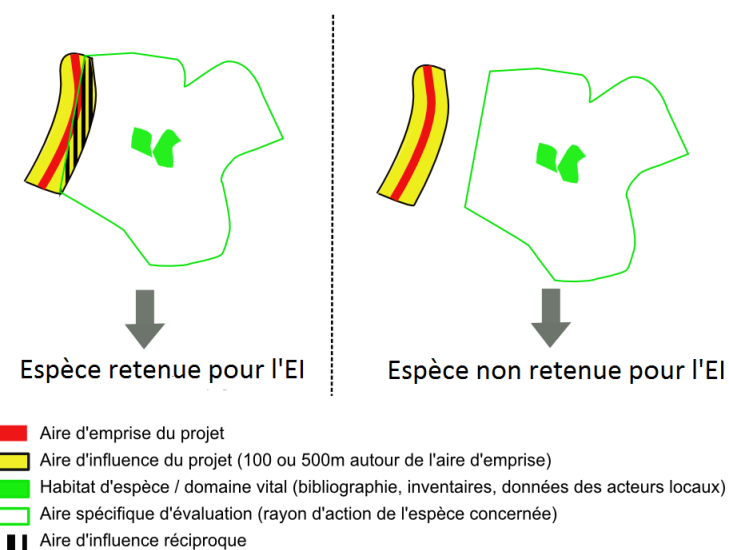 Espèce retenue pour l'EI
Espèce non retenue pour l'EI
Aire d'emprise du projet
Aire d'influence du projet (100 ou 500m autour de l'aire d'emprise)
Habitat d'espèce / domaine vital (bibliographie, inventaires, données des acteurs locaux)
Aire spécifique d'évaluation (rayon d'action de l'espèce concernée)
Aire d'influence réciproque